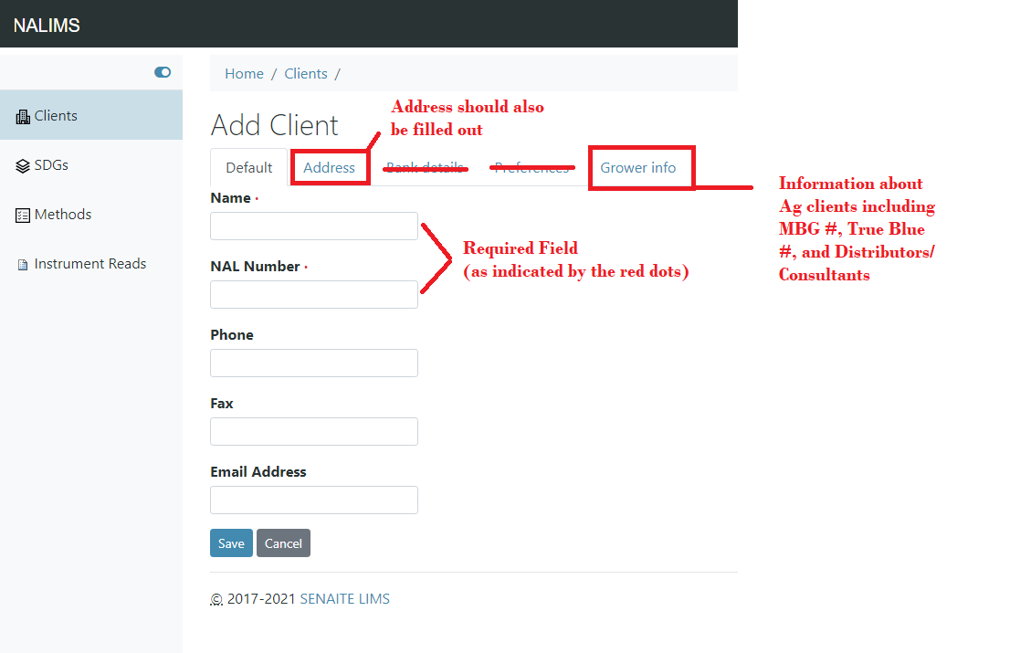 NALIMS
Home / Clients /
Clients
SDGs
Methods
Instrument Reads
Address should also
be filled out
Add Client
Default
Address
Bank details
Preferences
Grower info
Information about
Ag clients including
MBG #, True Blue
#, and Distributors/
Consultants
Name
NAL Number
Required Field
(as indicated by the red dots)
Phone
Fax
Email Address
Save
Cancel
© 2017-2021 SENAITE LIMS